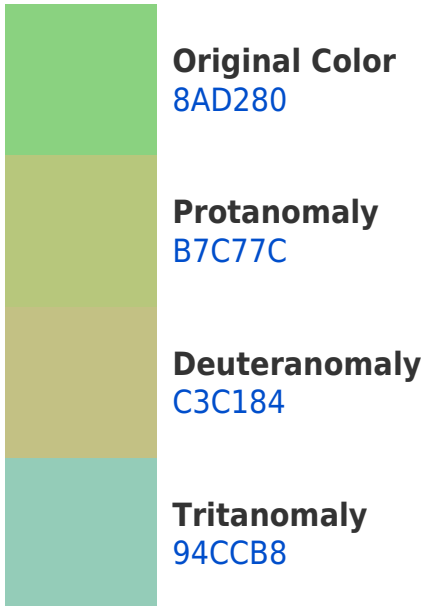 Original Color
8AD280
Protanomaly
B7C77C
Deuteranomaly
C3C184
Tritanomaly
94CCB8